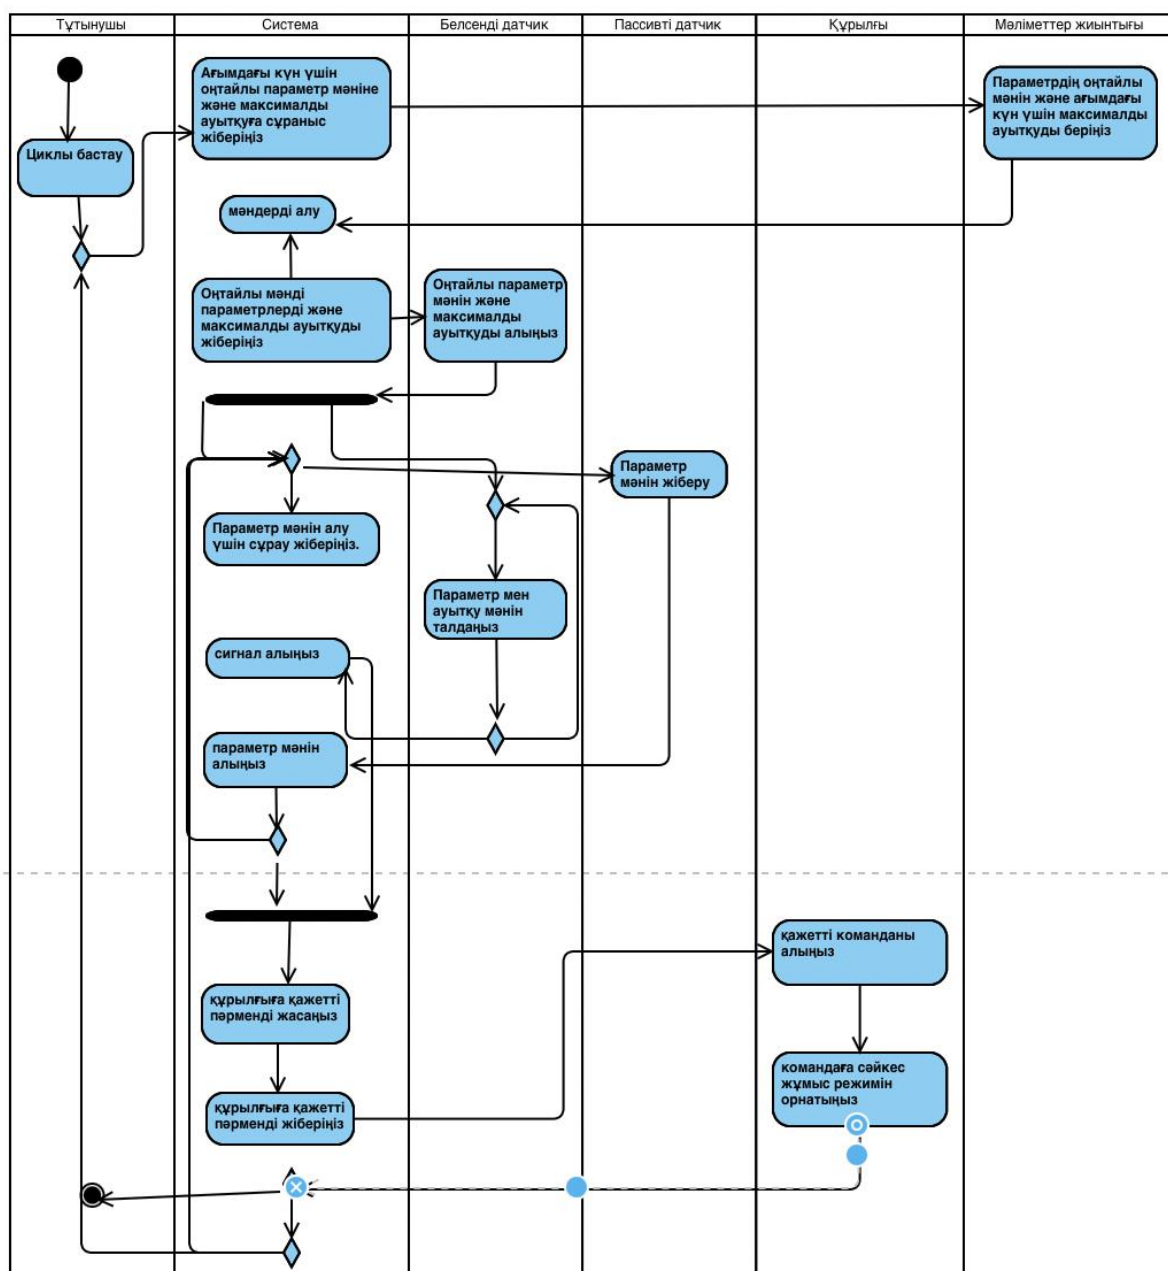 Тұтынушы
Система
Белсенді датчик
Пассивті датчик
Құрылғы
Мәліметтер жиынтығы
Ағымдағы күн үшін
оңтайлы параметр мәніне
және максималды
ауытқуға сұраныс
жіберіңіз
Параметрдің оңтайлы
мәнін және ағымдағы
күн үшін максималды
ауытқуды беріңіз
Циклы бастау
мәндерді алу
Оңтайлы мәнді
параметрлерді және
максималды ауытқуды
жіберіңіз
Оңтайлы параметр
мәнін және
максималды
ауытқуды алыңыз
Параметр
мәнін жіберу
Параметр мәнін алу
үшін сұрау жіберіңіз.
Параметр мен
ауытқу мәнін
талдаңыз
сигнал алыңыз
параметр мәнін
алыңыз
қажетті команданы
алыңыз
құрылғыға қажетті
пәрменді жасаңыз
командаға сәйкес
жұмыс режимін
орнатыңыз
құрылғыға қажетті
пәрменді жіберіңіз